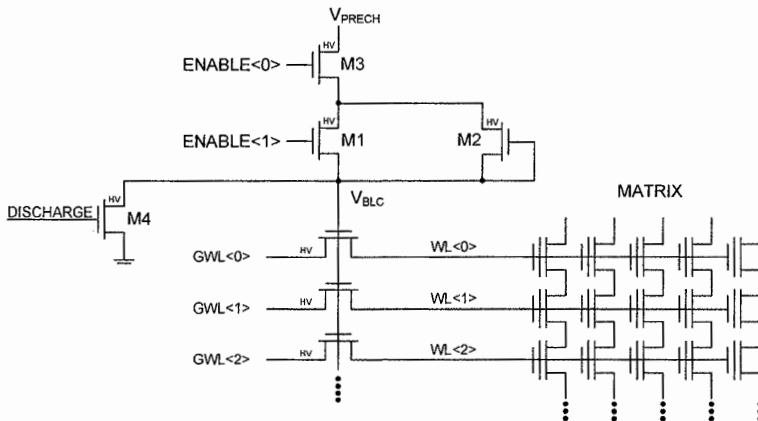 VPRECH
HV
ENABLE<0>
M3
HV
ENABLE<1>
M1
HV
M2
HV
DISCHARGE
M4
VBLC
MATRIX
GWL<0>
HV
WL<0>
GWL<1>
HV
WL<1>
GWL<2>
HV
WL<2>